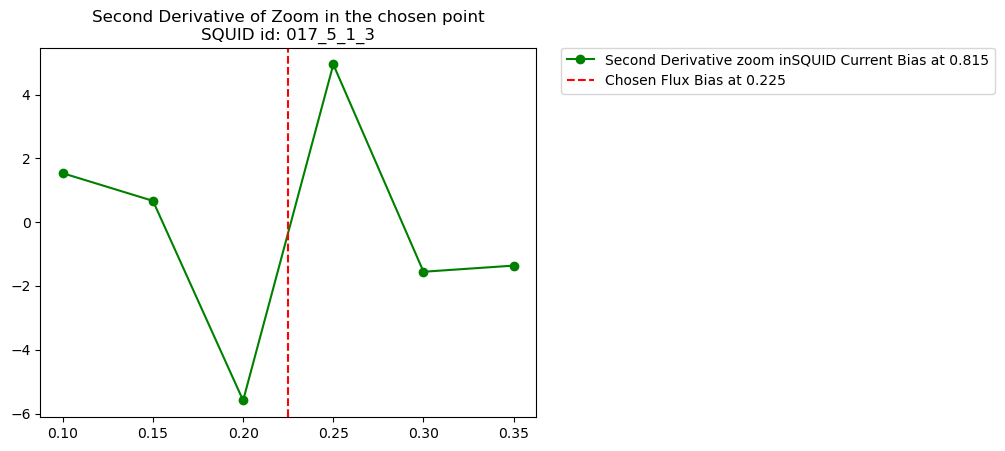 Second Derivative of Zoom in the chosen point
SQUID id: 017_5_1_3
Second Derivative zoom inSQUID Current Bias at 0.815
Chosen Flux Bias at 0.225
4
2
0
−2
−4
−6
0.10 0.15 0.20 0.25 0.30 0.35